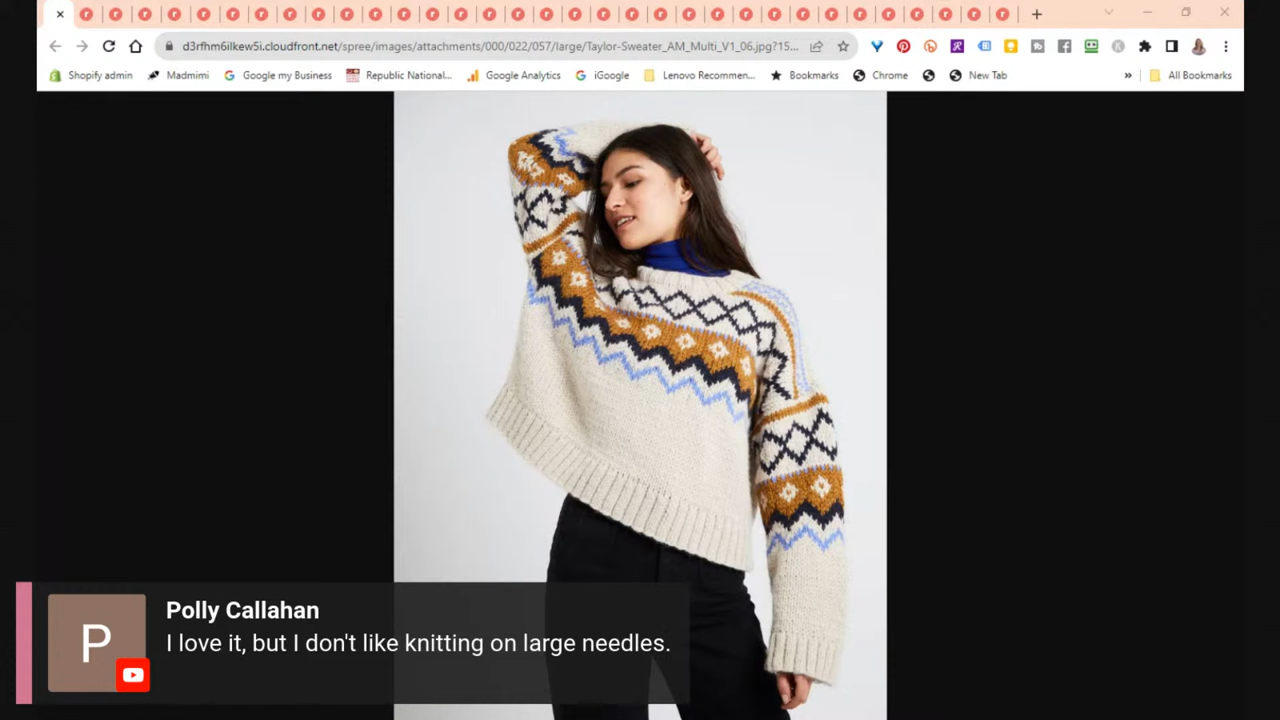 d3rfhm6ilkew5i.cloudfront.net/spree/images/attachments/000/022/057/large/Taylor-Sweater_AM_Multi_V1_06.jpg?15...
Shopify admin Madmimi Google my Business Republic National... Google Analytics iGoogle Lenovo Recommen... Bookmarks Chrome New Tab » All Bookmarks
P
Polly Callahan
I love it, but I don't like knitting on large needles.